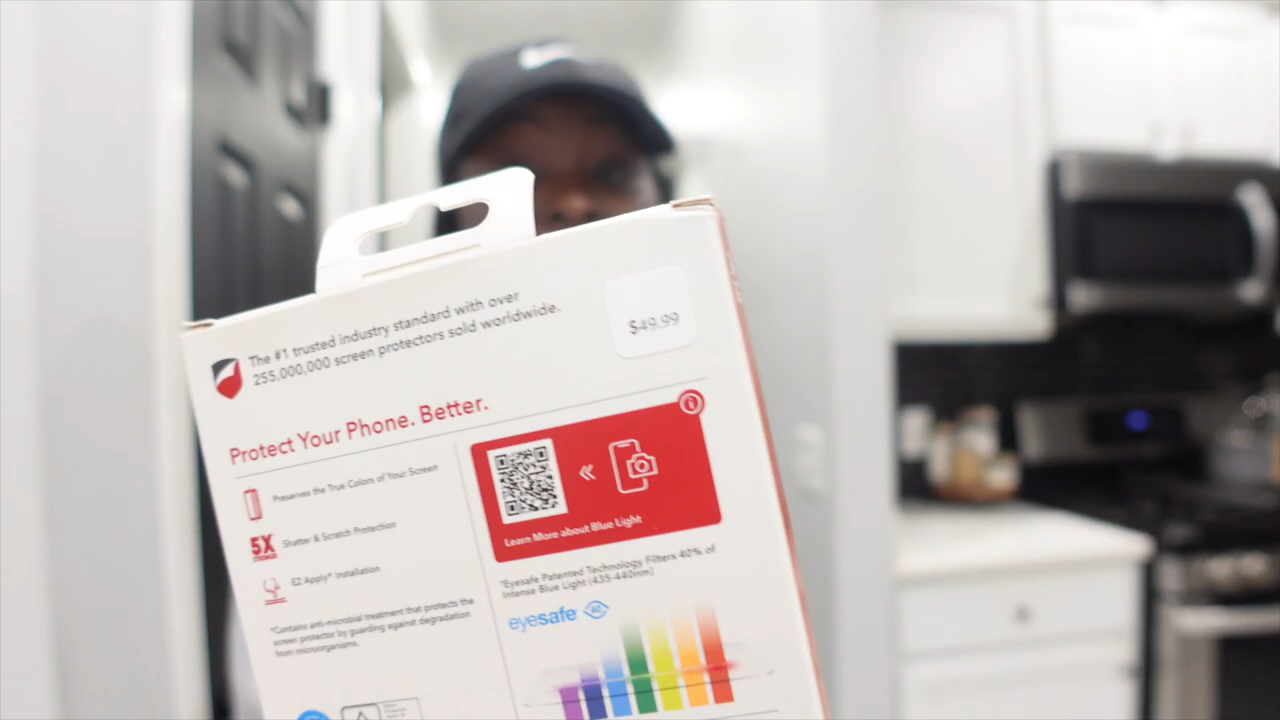 The #1 trusted industry standard with over
255,000,000 screen protectors sold worldwide.
$49.99
Protect Your Phone. Better.
Preserves the True Colors of Your Screen
5X
STRONGER
Shatter & Scratch Protection
EZ Apply® Installation
*Contains anti-microbial treatment that protects the
screen protector by guarding against degradation
from microorganisms.
Learn More about Blue Light
*Eyesafe Patented Technology Filters 40% of
Intense Blue Light (435-440nm)
eyesafe® 40